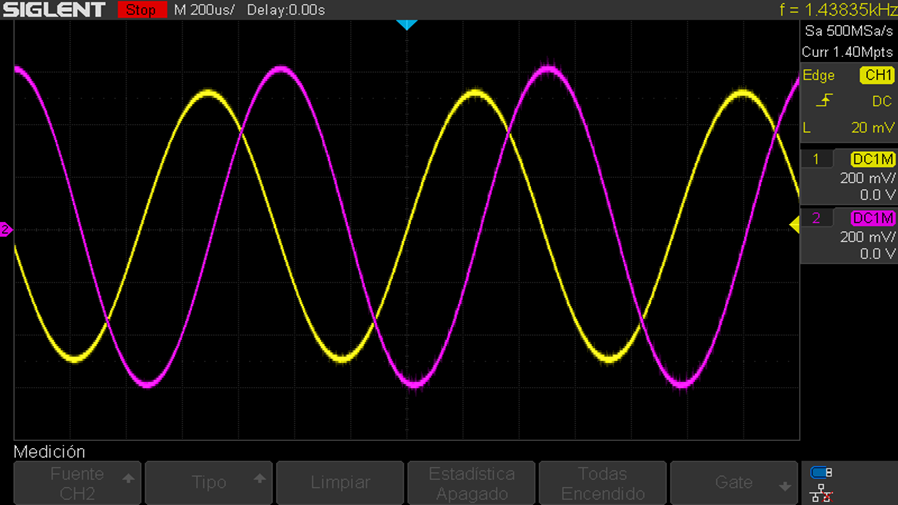 SIGLENT Stop M 200us/ Delay:0.00s f = 1.43835kHz
Sa 500MSa/s
Curr 1.40Mpts
Edge CH1
DC
L 20 mV
1 DC1M
200 mV/
0.0 V
2 DC1M
200 mV/
0.0 V
2
Medición
Fuente
CH2
Tipo
Limpiar
Estadística
Apagado
Todas
Encendido
Gate